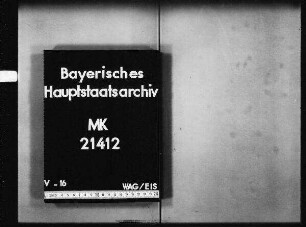 Bayerisches
Hauptstaatsarchiv
MK
21412
V - 16 WAG/EIS